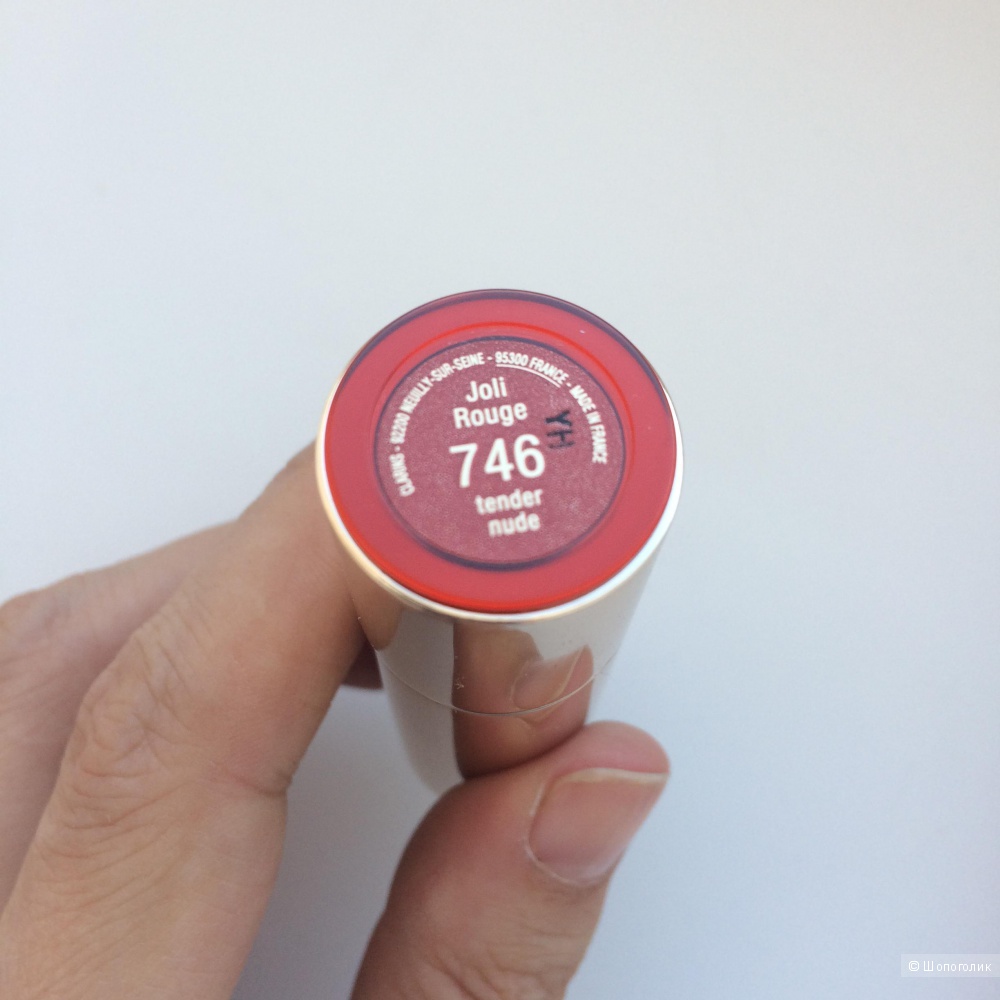 CLARINS - 92200 NEUILLY-SUR-SEINE - 95300 FRANCE - MADE IN FRANCE
Joli
Rouge
YH
746
tender
nude
© Шопоголик